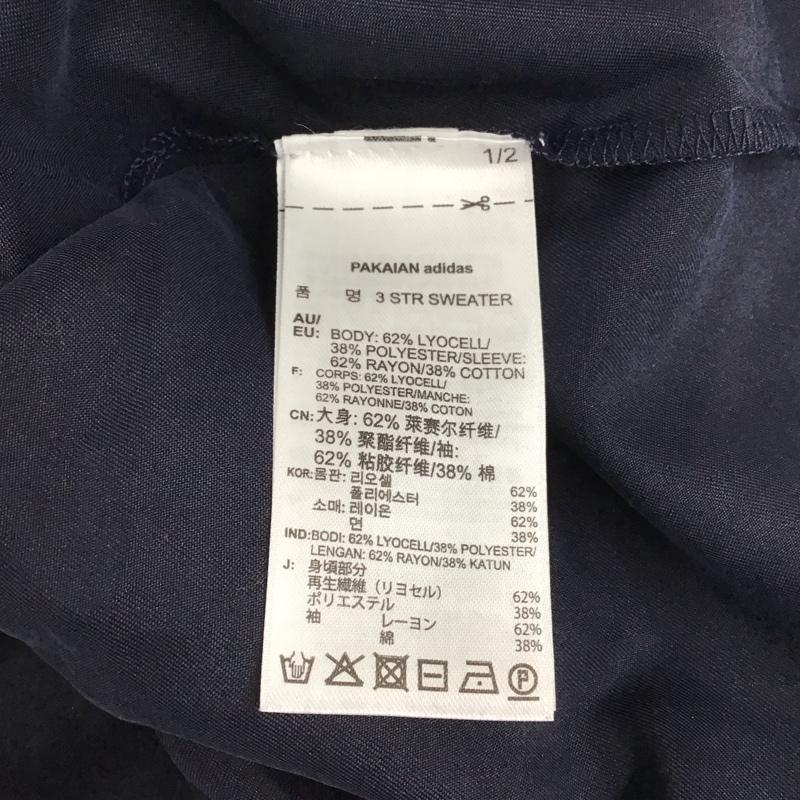 1/2
PAKAIAN adidas
품 명 3 STR SWEATER
AU/
EU: BODY: 62% LYOCELL/
38% POLYESTER/SLEEVE:
62% RAYON/38% COTTON
F: CORPS: 62% LYOCELL/
38% POLYESTER/MANCHE:
62% RAYONNE/38% COTON
CN: 大身: 62% 莱赛尔纤维/
38% 聚酯纤维/袖:
62% 粘胶纤维/38% 棉
KOR: 몸판: 리오셀 62%
폴리에스터 38%
소매: 레이온 62%
면 38%
IND: BODI: 62% LYOCELL/38% POLYESTER/
LENGAN: 62% RAYON/38% KATUN
J: 身頃部分
再生繊維（リヨセル） 62%
ポリエステル 38%
袖 レーヨン 62%
綿 38%
P